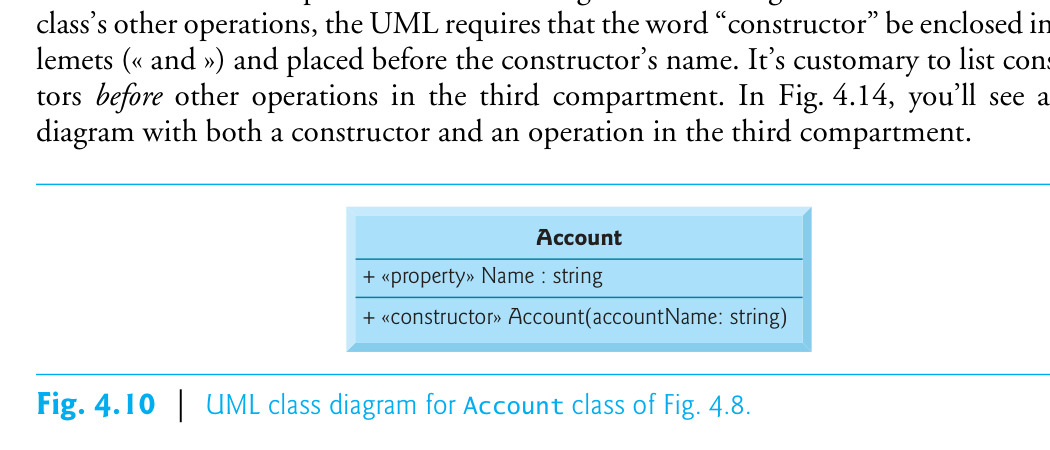 class’s other operations, the UML requires that the word “constructor” be enclosed in
lemets (« and ») and placed before the constructor’s name. It’s customary to list cons
tors before other operations in the third compartment. In Fig. 4.14, you’ll see a
diagram with both a constructor and an operation in the third compartment.
Account
+ «property» Name : string
+ «constructor» Account(accountName: string)
Fig. 4.10 | UML class diagram for Account class of Fig. 4.8.